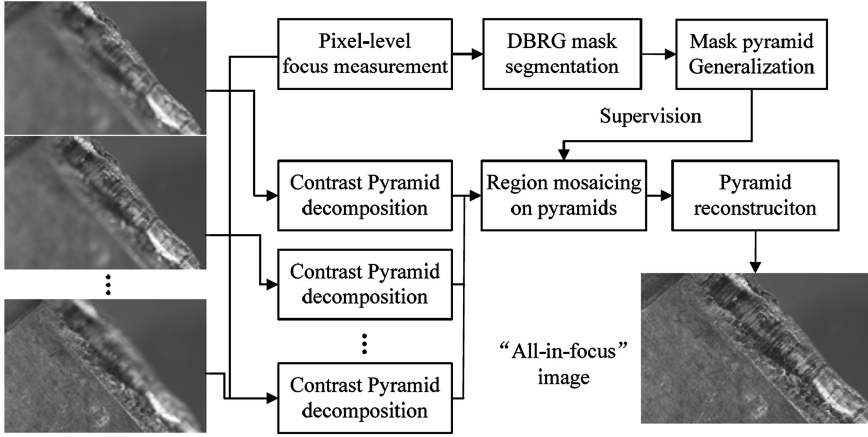 Pixel-level
focus measurement
DBRG mask
segmentation
Mask pyramid
Generalization
Supervision
Contrast Pyramid
decomposition
Region mosaicing
on pyramids
Pyramid
reconstruciton
Contrast Pyramid
decomposition
“All-in-focus”
image
Contrast Pyramid
decomposition